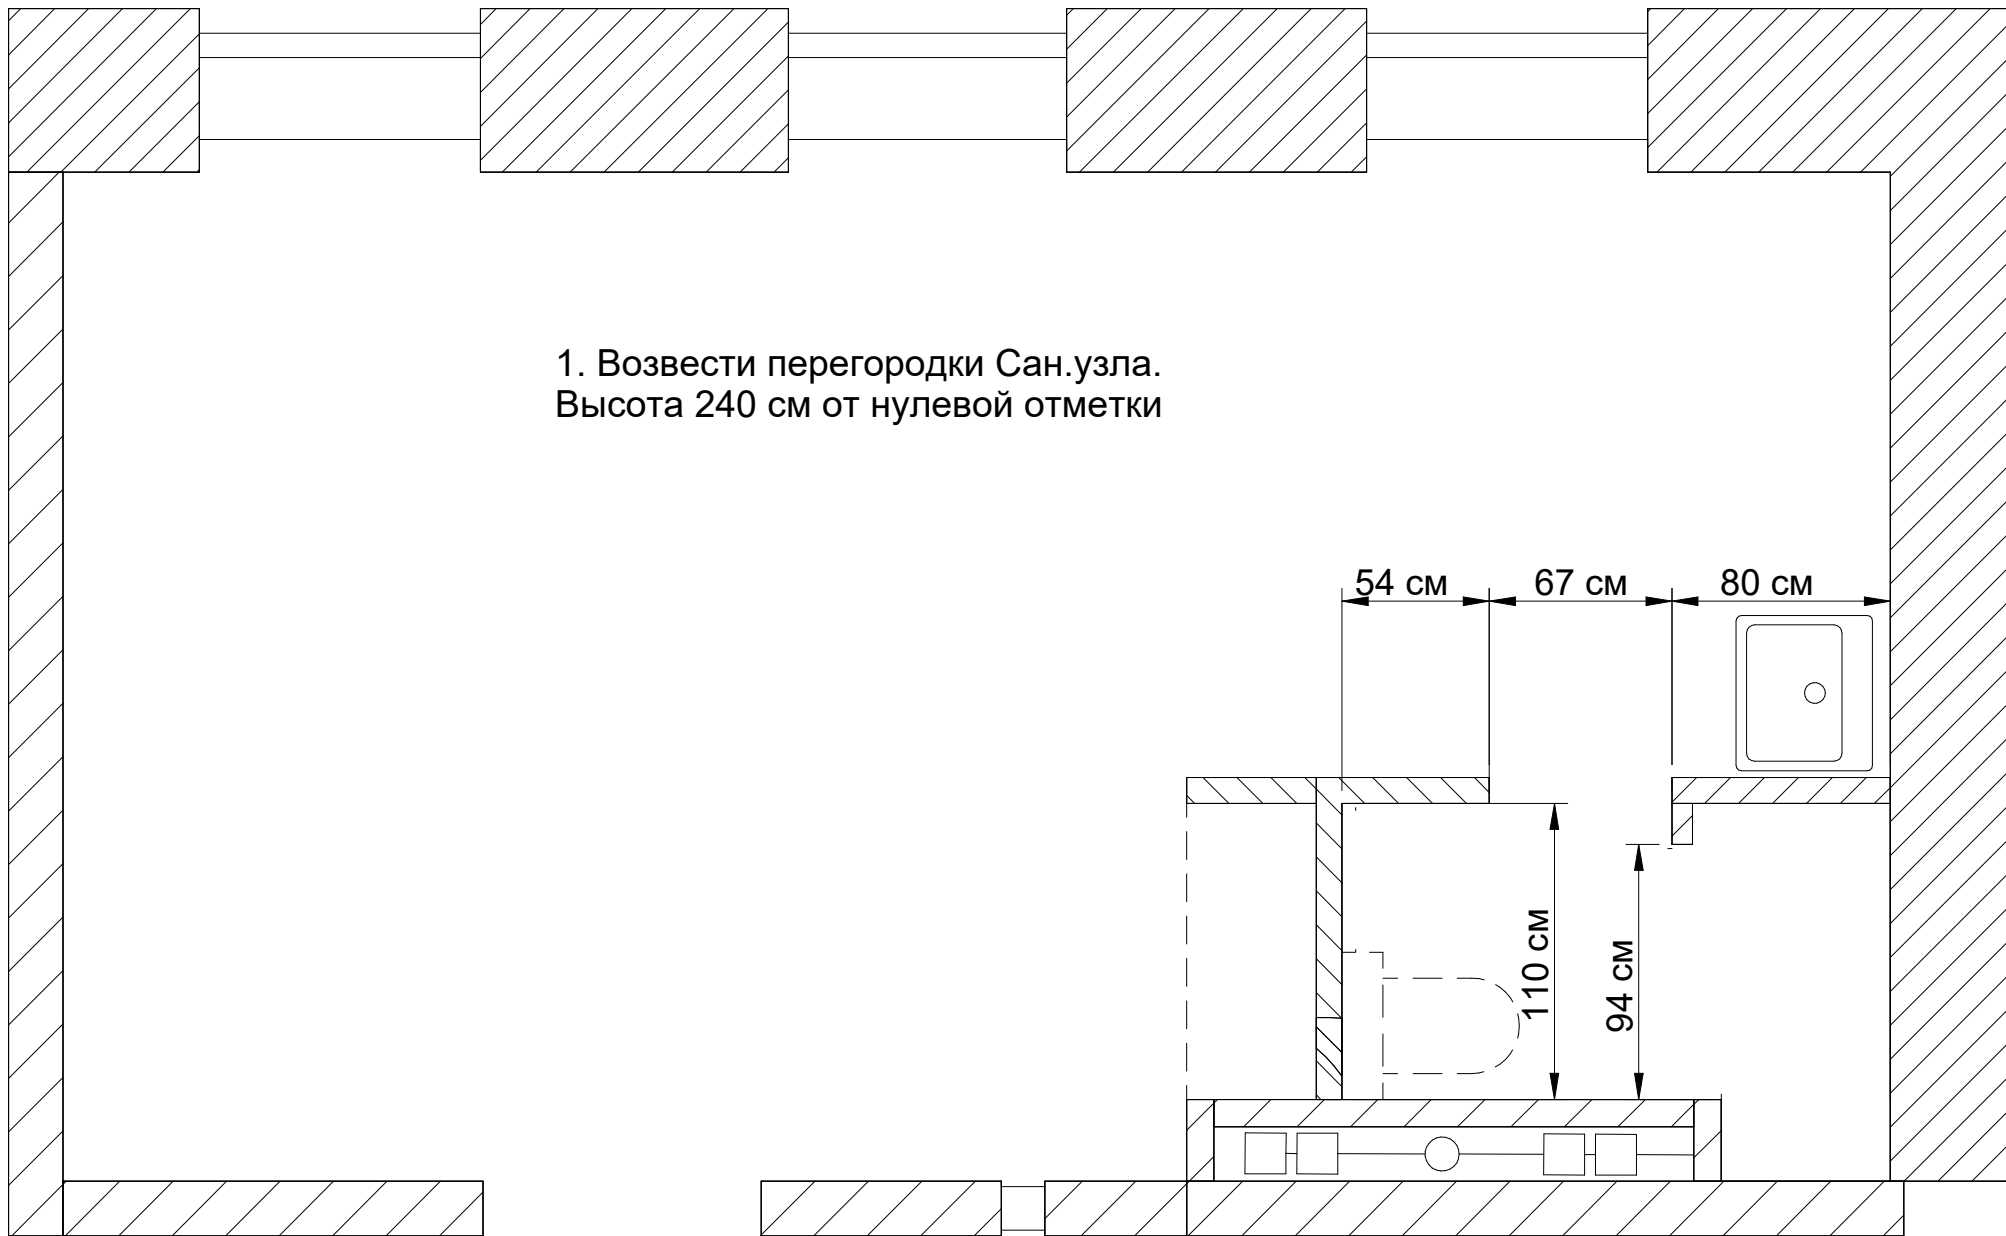 1. Возвести перегородки Сан.узла.
Высота 240 см от нулевой отметки
54 см
67 см
80 см
110 см
94 см